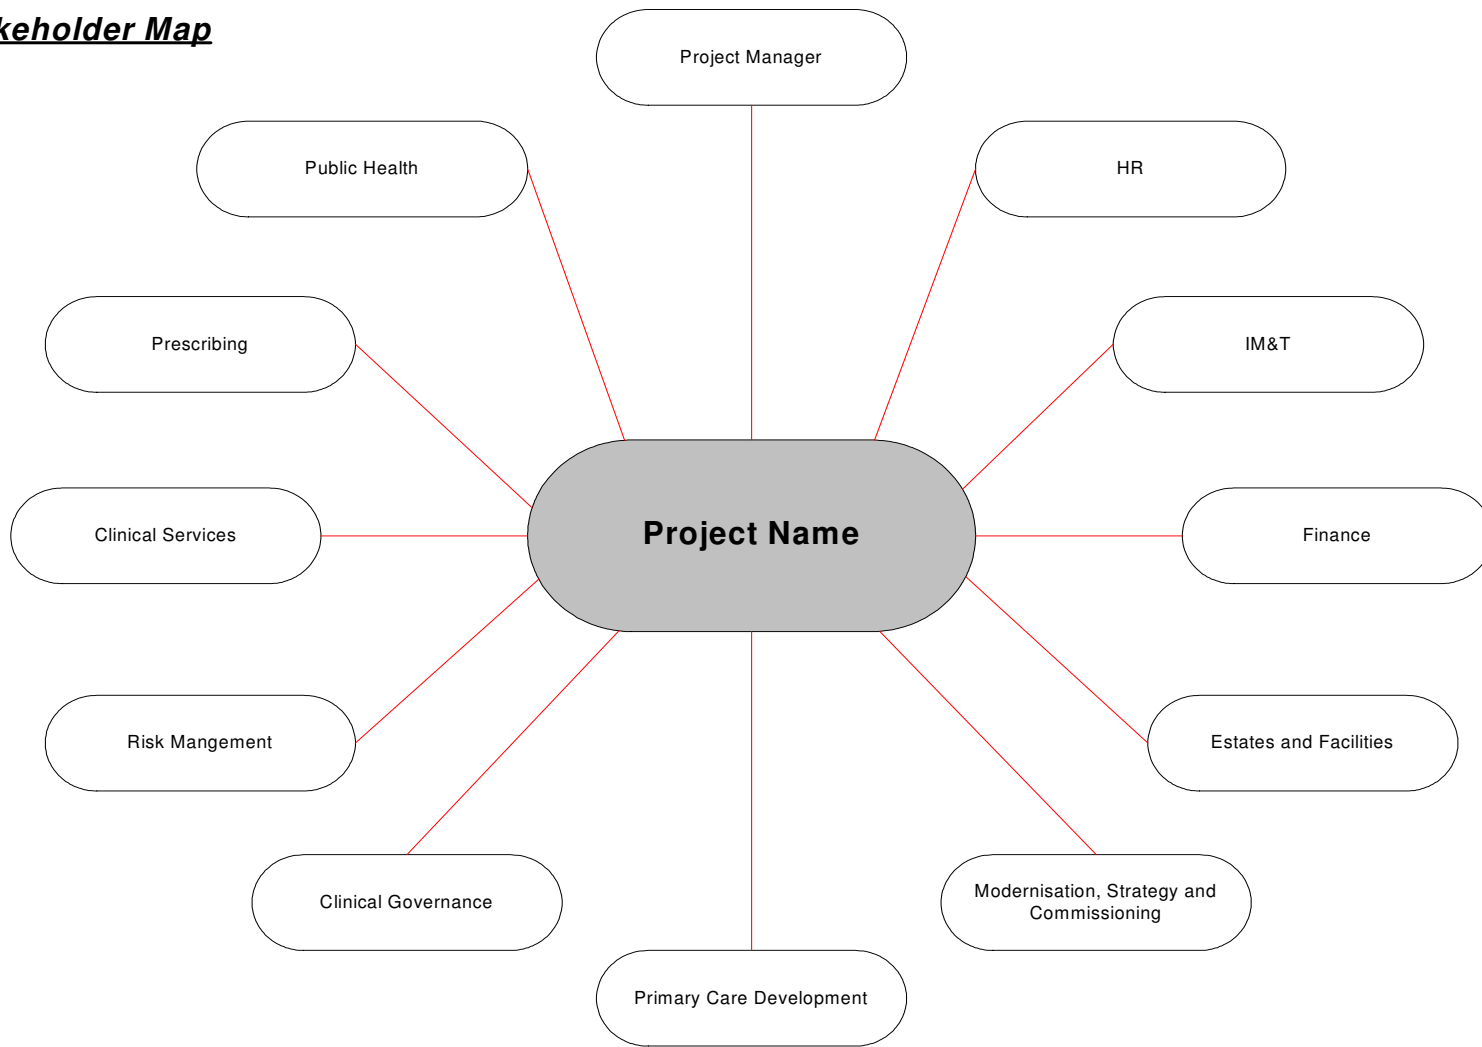 keholder Map
Project Manager
Public Health
HR
Prescribing
IM&T
Clinical Services
Project Name
Finance
Risk Mangement
Estates and Facilities
Clinical Governance
Modernisation, Strategy and
Commissioning
Primary Care Development